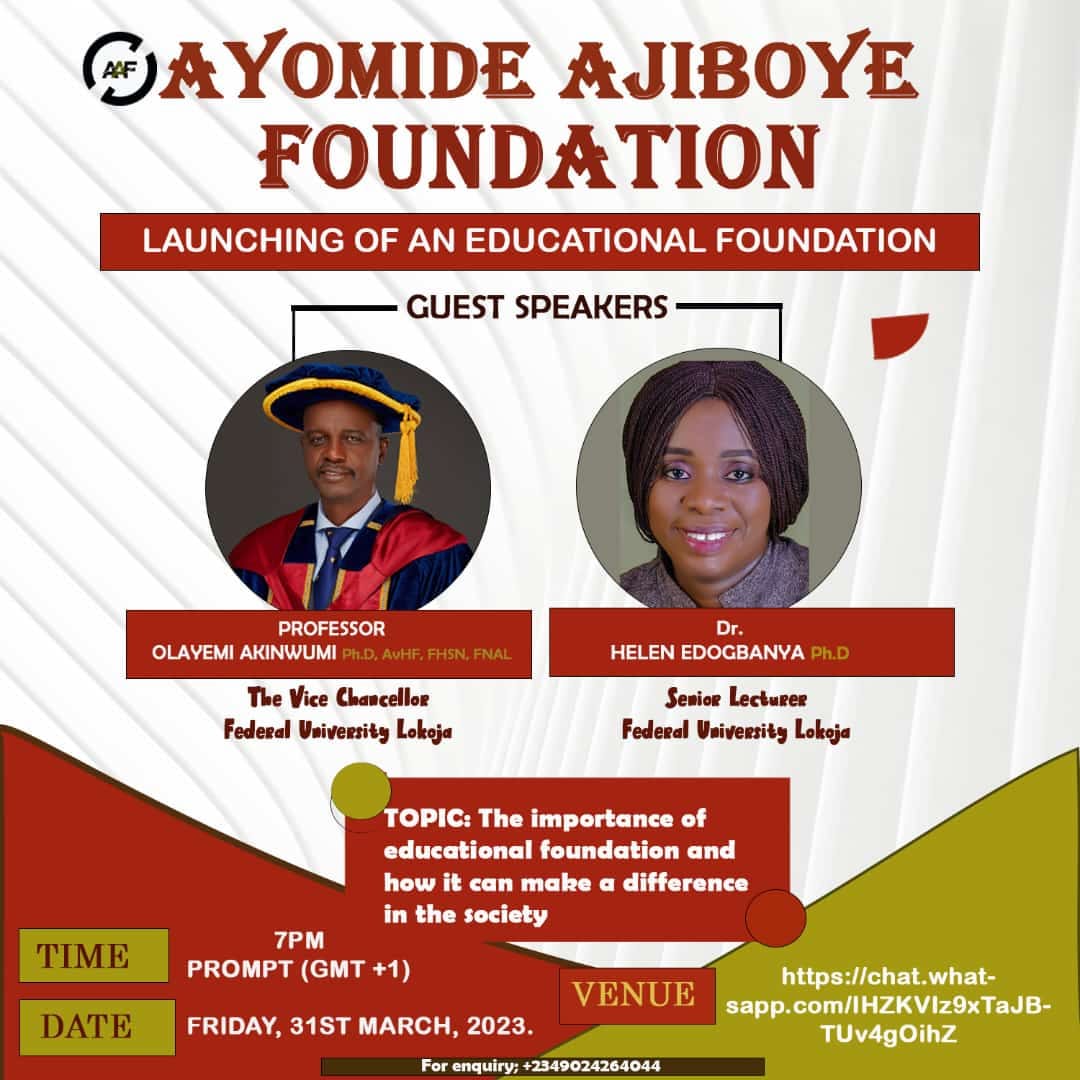 AAF
AYOMIDE AJIBOYE
FOUNDATION
LAUNCHING OF AN EDUCATIONAL FOUNDATION
GUEST SPEAKERS
PROFESSOR
OLAYEMI AKINWUMI Ph.D, AvHF, FHSN, FNAL
The Vice Chancellor
Federal University Lokoja
Dr.
HELEN EDOGBANYA Ph.D
Senior Lecturer
Federal University Lokoja
TOPIC: The importance of
educational foundation and
how it can make a difference
in the society
TIME
7PM
PROMPT (GMT +1)
DATE
FRIDAY, 31ST MARCH, 2023.
VENUE
https://chat.what-
sapp.com/IHZKVIz9xTaJB-
TUv4gOihZ
For enquiry; +2349024264044